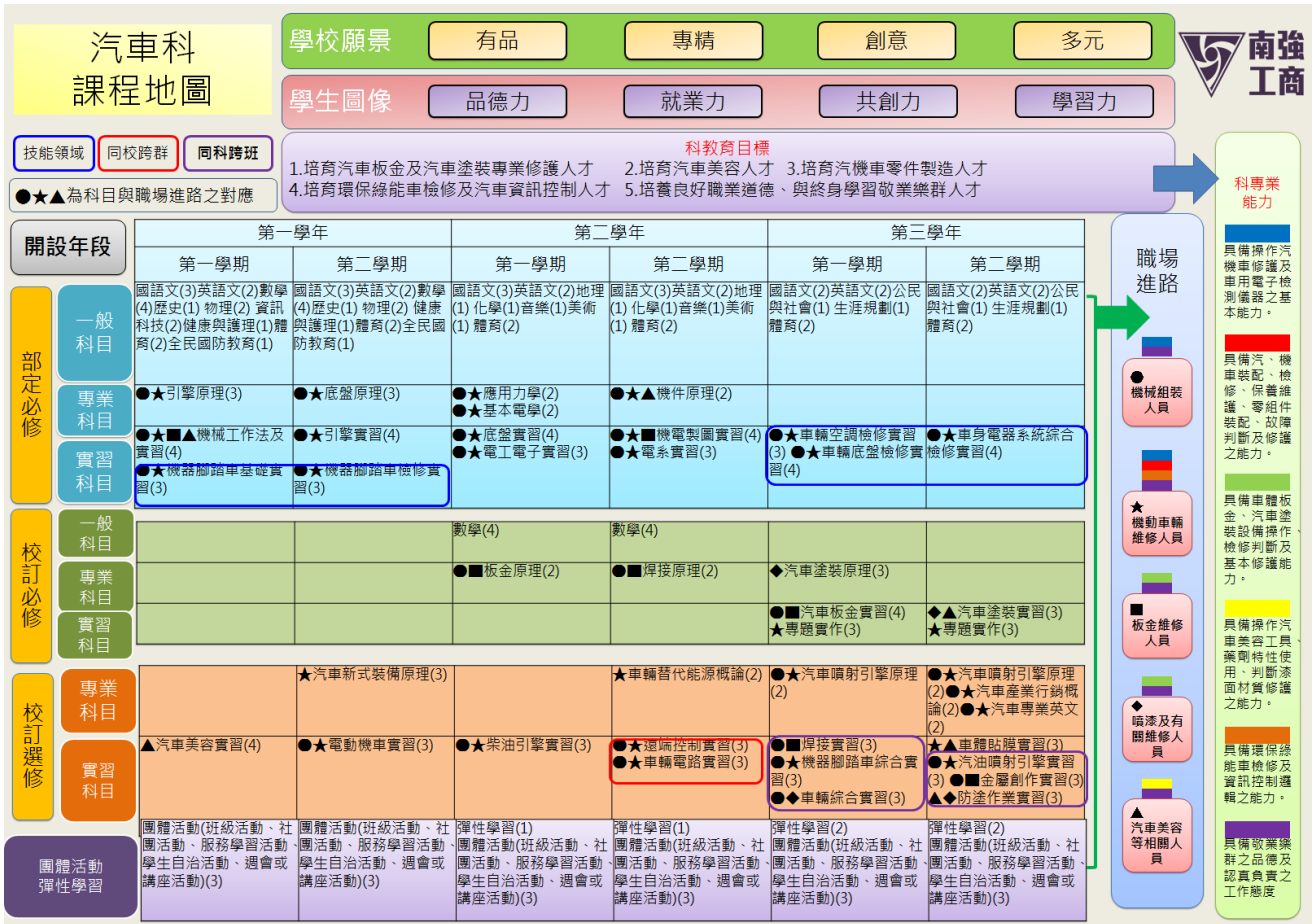 汽車科
課程地圖
學校願景
有品
專精
創意
多元
南強
工商
學生圖像
品德力
就業力
共創力
學習力
技能領域
同校跨群
同科跨班
●★▲為科目與職場進路之對應
科教育目標
1.培育汽車板金及汽車塗裝專業修護人才 2.培育汽車美容人才 3.培育汽機車零件製造人才
4.培育環保綠能車檢修及汽車資訊控制人才 5.培養良好職業道德、與終身學習敬業樂群人才
開設年段
第一學年
第二學年
第三學年
第一學期
第二學期
第一學期
第二學期
第一學期
第二學期
部定必修
一般
科目
國語文(3)英語文(2)數學
(4)歷史(1) 物理(2) 資訊
科技(2)健康與護理(1)體
育(2)全民國防教育(1)
國語文(3)英語文(2)數學
(4)歷史(1) 物理(2) 健康
與護理(1)體育(2)全民國
防教育(1)
國語文(3)英語文(2)地理
(1) 化學(1)音樂(1)美術
(1) 體育(2)
國語文(3)英語文(2)地理
(1) 化學(1)音樂(1)美術
(1) 體育(2)
國語文(2)英語文(2)公民
與社會(1) 生涯規劃(1)
體育(2)
國語文(2)英語文(2)公民
與社會(1) 生涯規劃(1)
體育(2)
專業
科目
●★引擎原理(3)
●★底盤原理(3)
●★應用力學(2)
●★基本電學(2)
●★▲機件原理(2)
實習
科目
●★■▲機械工作法及
實習(4)
●★機器腳踏車基礎實
習(3)
●★引擎實習(4)
●★機器腳踏車檢修實
習(3)
●★底盤實習(4)
●★電工電子實習(3)
●★■機電製圖實習(4)
●★電系實習(3)
●★車輛空調檢修實習
(3) ●★車輛底盤檢修實
習(4)
●★車身電器系統綜合
檢修實習(4)
校訂必修
一般
科目
數學(4)
數學(4)
專業
科目
●■板金原理(2)
●■焊接原理(2)
◆汽車塗裝原理(3)
實習
科目
●■汽車板金實習(4)
★專題實作(3)
◆▲汽車塗裝實習(3)
★專題實作(3)
校訂選修
專業
科目
★汽車新式裝備原理(3)
★車輛替代能源概論(2)
●★汽車噴射引擎原理
(2)
●★汽車噴射引擎原理
(2)●★汽車產業行銷概
論(2)●★汽車專業英文
(2)
實習
科目
▲汽車美容實習(4)
●★電動機車實習(3)
●★柴油引擎實習(3)
●★遠端控制實習(3)
●★車輛電路實習(3)
●■焊接實習(3)
●★機器腳踏車綜合實
習(3)
●◆車輛綜合實習(3)
★▲車體貼膜實習(3)
●★汽油噴射引擎實習
(3) ●■金屬創作實習(3)
▲◆防塗作業實習(3)
團體活動
彈性學習
團體活動(班級活動、社
團活動、服務學習活動、
學生自治活動、週會或
講座活動)(3)
團體活動(班級活動、社
團活動、服務學習活動、
學生自治活動、週會或
講座活動)(3)
彈性學習(1)
團體活動(班級活動、社
團活動、服務學習活動、
學生自治活動、週會或
講座活動)(3)
彈性學習(1)
團體活動(班級活動、社
團活動、服務學習活動、
學生自治活動、週會或
講座活動)(3)
彈性學習(2)
團體活動(班級活動、社
團活動、服務學習活動、
學生自治活動、週會或
講座活動)(3)
彈性學習(2)
團體活動(班級活動、社
團活動、服務學習活動、
學生自治活動、週會或
講座活動)(3)
職場
進路
●
機械組裝
人員
★
機動車輛
維修人員
■
板金維修
人員
◆
噴漆及有
關維修人
員
▲
汽車美容
等相關人
員
科專業
能力
具備操作汽
機車修護及
車用電子檢
測儀器之基
本能力。
具備汽、機
車裝配、檢
修、保養維
護、零組件
裝配、故障
判斷及修護
之能力。
具備車體板
金、汽車塗
裝設備操作、
檢修判斷及
基本修護能
力。
具備操作汽
車美容工具、
藥劑特性使
用、判斷漆
面材質修護
之能力。
具備環保綠
能車檢修及
資訊控制邏
輯之能力。
具備敬業樂
群之品德及
認真負責之
工作態度